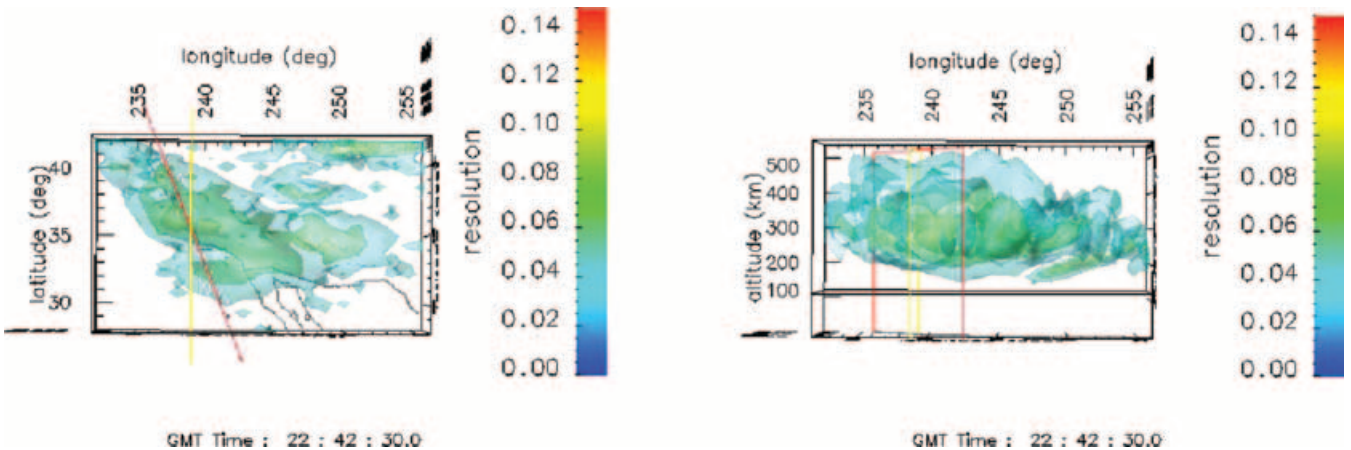 longitude (deg)
235 240 245 250 255
latitude (deg)
40
35
30
resolution
0.14
0.12
0.10
0.08
0.06
0.04
0.02
0.00
GMT Time : 22 : 42 : 30.0
longitude (deg)
235 240 245 250 255
altitude (km)
500
400
300
200
100
resolution
0.14
0.12
0.10
0.08
0.06
0.04
0.02
0.00
GMT Time : 22 : 42 : 30.0